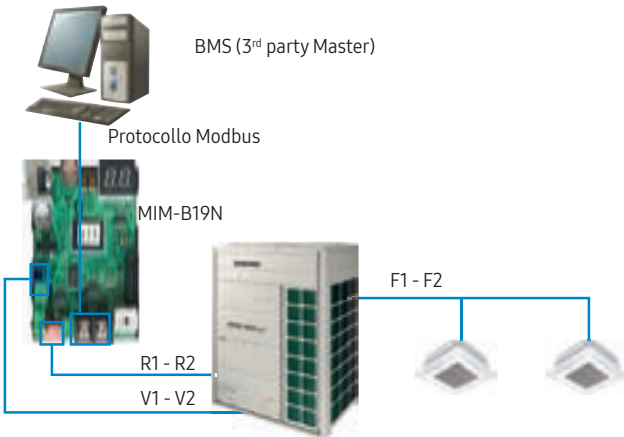 BMS (3rd party Master)
Protocollo Modbus
MIM-B19N
F1 - F2
R1 - R2
V1 - V2